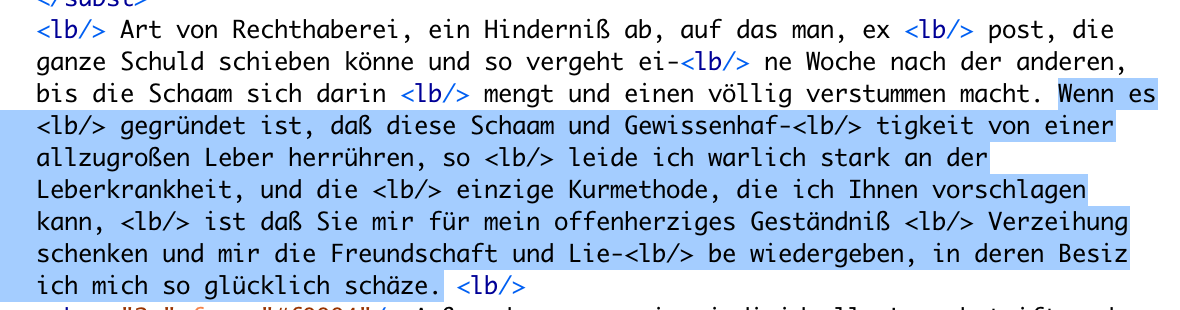 </subst>
<lb/> Art von Rechthaberei, ein Hinderniß ab, auf das man, ex <lb/> post, die
ganze Schuld schieben könne und so vergeht ei-<lb/> ne Woche nach der anderen,
bis die Schaam sich darin <lb/> mengt und einen völlig verstummen macht. Wenn es
<lb/> gegründet ist, daß diese Schaam und Gewissenhaf-<lb/> tigkeit von einer
allzugroßen Leber herrühren, so <lb/> leide ich warlich stark an der
Leberkrankheit, und die <lb/> einzige Kurmethode, die ich Ihnen vorschlagen
kann, <lb/> ist daß Sie mir für mein offenherziges Geständniß <lb/> Verzeihung
schenken und mir die Freundschaft und Lie-<lb/> be wiedergeben, in deren Besiz
ich mich so glücklich schäze. <lb/>